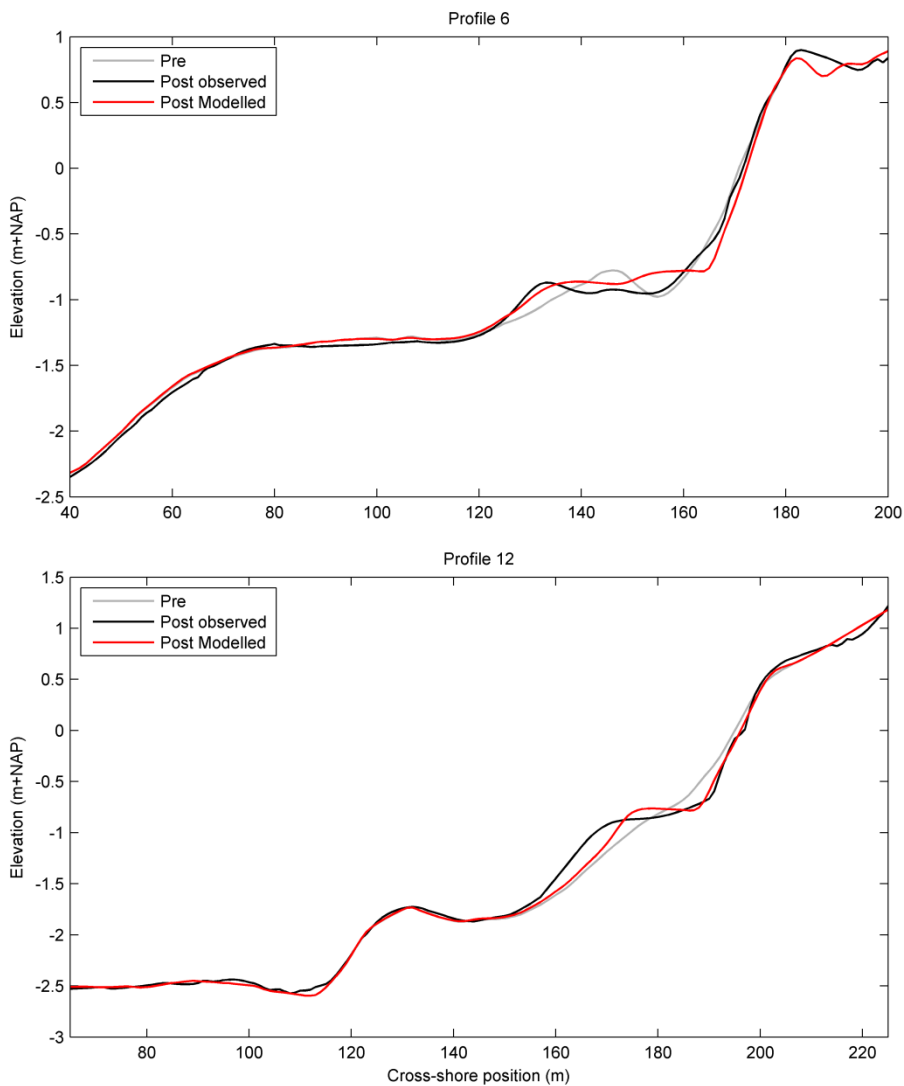 Profile 6
1
0.5
0
-0.5
-1
-1.5
-2
-2.5
Elevation (m+NAP)
Pre
Post observed
Post Modelled
40 60 80 100 120 140 160 180 200
Profile 12
1.5
1
0.5
0
-0.5
-1
-1.5
-2
-2.5
-3
Elevation (m+NAP)
Pre
Post observed
Post Modelled
80 100 120 140 160 180 200 220
Cross-shore position (m)